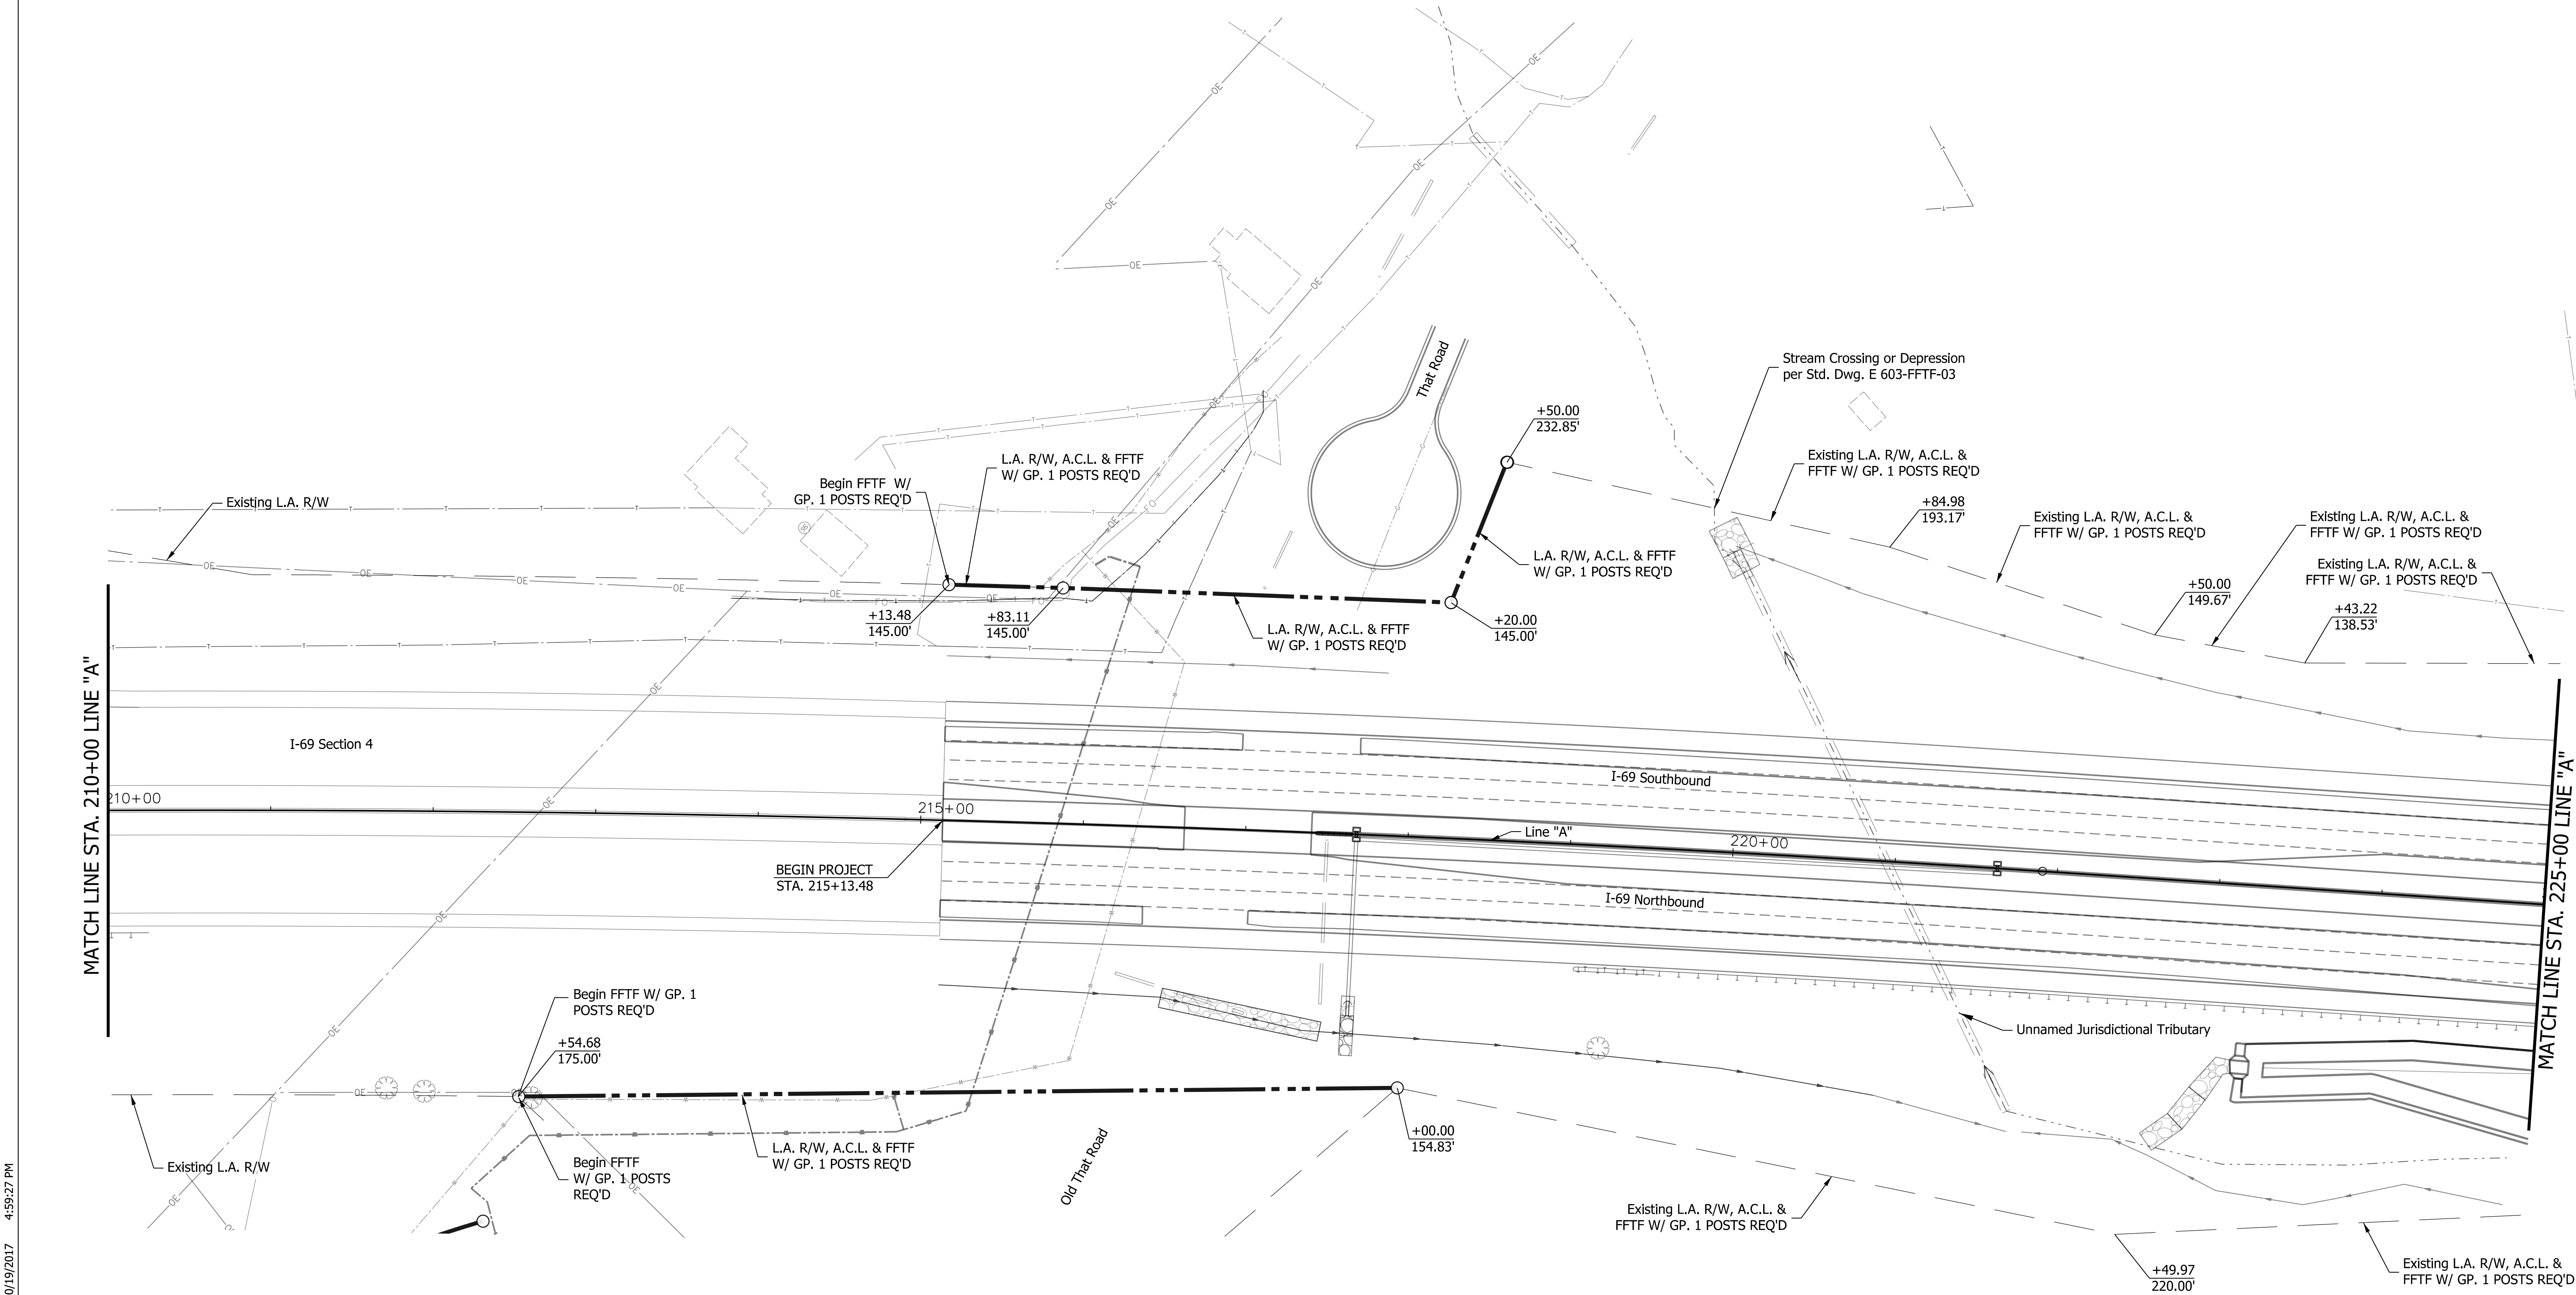 Stream Crossing or Depression
per Std. Dwg. E 603-FFTF-03
That Road
+50.00
232.85'
L.A. R/W, A.C.L. & FFTF
W/ GP. 1 POSTS REQ'D
Begin FFTF W/
GP. 1 POSTS REQ'D
Existing L.A. R/W
Existing L.A. R/W, A.C.L. &
FFTF W/ GP. 1 POSTS REQ'D
+84.98
193.17'
Existing L.A. R/W, A.C.L. &
FFTF W/ GP. 1 POSTS REQ'D
Existing L.A. R/W, A.C.L. &
FFTF W/ GP. 1 POSTS REQ'D
Existing L.A. R/W, A.C.L. &
FFTF W/ GP. 1 POSTS REQ'D
L.A. R/W, A.C.L. & FFTF
W/ GP. 1 POSTS REQ'D
+50.00
149.67'
+43.22
138.53'
+13.48
145.00'
+83.11
145.00'
L.A. R/W, A.C.L. & FFTF
W/ GP. 1 POSTS REQ'D
+20.00
145.00'
MATCH LINE STA. 210+00 LINE "A"
I-69 Section 4
I-69 Southbound
210+00
215+00
Line "A"
220+00
MATCH LINE STA. 225+00 LINE "A"
BEGIN PROJECT
STA. 215+13.48
I-69 Northbound
Begin FFTF W/ GP. 1
POSTS REQ'D
+54.68
175.00'
Unnamed Jurisdictional Tributary
Existing L.A. R/W
Begin FFTF
W/ GP. 1 POSTS
REQ'D
L.A. R/W, A.C.L. & FFTF
W/ GP. 1 POSTS REQ'D
Old That Road
+00.00
154.83'
Existing L.A. R/W, A.C.L. &
FFTF W/ GP. 1 POSTS REQ'D
+49.97
220.00'
Existing L.A. R/W, A.C.L. &
FFTF W/ GP. 1 POSTS REQ'D
0/19/2017 4:59:27 PM